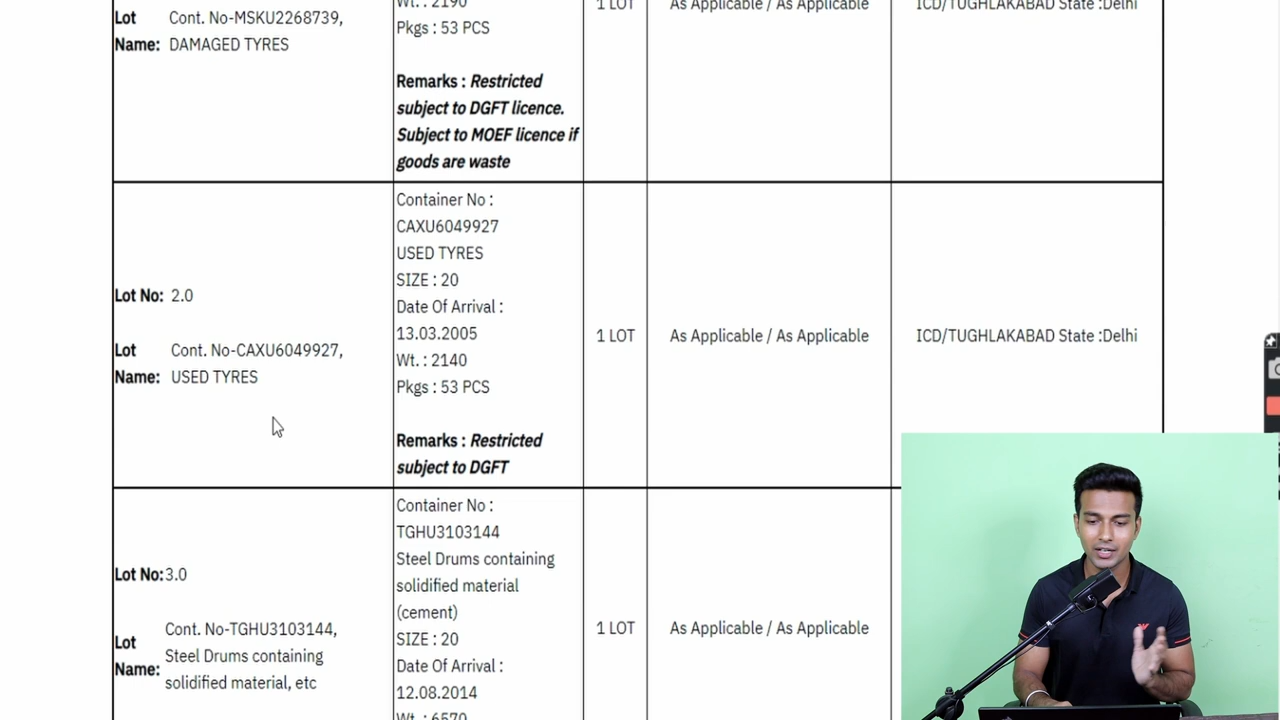 Lot Name: Cont. No-MSKU2268739, DAMAGED TYRES
Wt. : 2190
Pkgs : 53 PCS
Remarks : Restricted
subject to DGFT licence.
Subject to MOEF licence if
goods are waste
1 LOT
As Applicable / As Applicable
ICD/TUGHLAKABAD State :Delhi
Lot No: 2.0
Lot Name: Cont. No-CAXU6049927, USED TYRES
Container No :
CAXU6049927
USED TYRES
SIZE : 20
Date Of Arrival :
13.03.2005
Wt. : 2140
Pkgs : 53 PCS
Remarks : Restricted
subject to DGFT
1 LOT
As Applicable / As Applicable
ICD/TUGHLAKABAD State :Delhi
Lot No:3.0
Lot Name: Cont. No-TGHU3103144, Steel Drums containing solidified material, etc
Container No :
TGHU3103144
Steel Drums containing
solidified material
(cement)
SIZE : 20
Date Of Arrival :
12.08.2014
Wt. : 6570
1 LOT
As Applicable / As Applicable